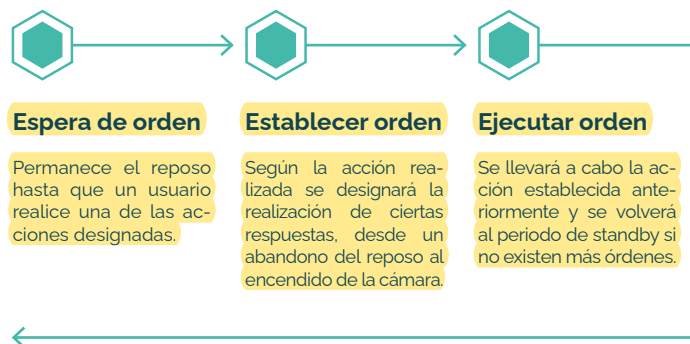 Espera de orden
Permanece el reposo
hasta que un usuario
realice una de las ac-
ciones designadas.
Establecer orden
Según la acción rea-
lizada se designará la
realización de ciertas
respuestas, desde un
abandono del reposo al
encendido de la cámara.
Ejecutar orden
Se llevará a cabo la ac-
ción establecida ante-
riormente y se volverá
al periodo de standby si
no existen más órdenes.